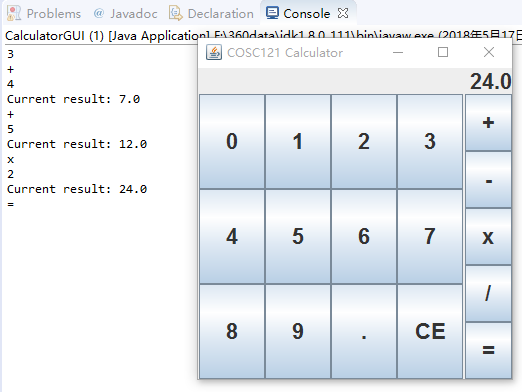 Problems @ Javadoc Declaration Console
CalculatorGUI (1) [Java Application] E:\360data\jdk1.8.0_111\bin\javaw.exe (2018年5月17日
3
+
4
Current result: 7.0
+
5
Current result: 12.0
x
2
Current result: 24.0
=
COSC121 Calculator
24.0
0 1 2 3 +
-
4 5 6 7 x
/
8 9 . CE =